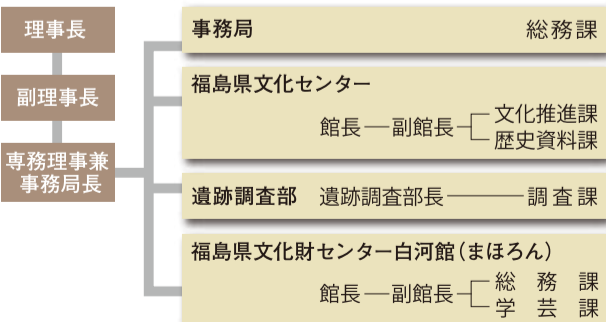 理事長
副理事長
専務理事兼
事務局長
事務局 総務課
福島県文化センター
館長 副館長 文化推進課
歴史資料課
遺跡調査部 遺跡調査部長 調査課
福島県文化財センター白河館(まほろん)
館長 副館長 総務課
学芸課